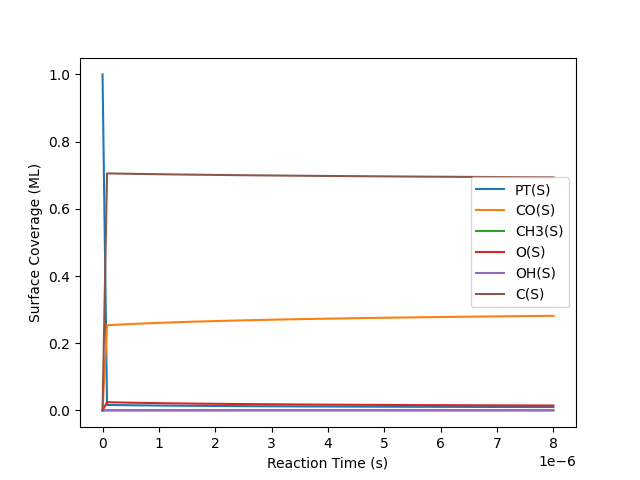 1.0
0.8
0.6
0.4
0.2
0.0
Surface Coverage (ML)
PT(S)
CO(S)
CH3(S)
O(S)
OH(S)
C(S)
0 1 2 3 4 5 6 7 8
1e−6
Reaction Time (s)